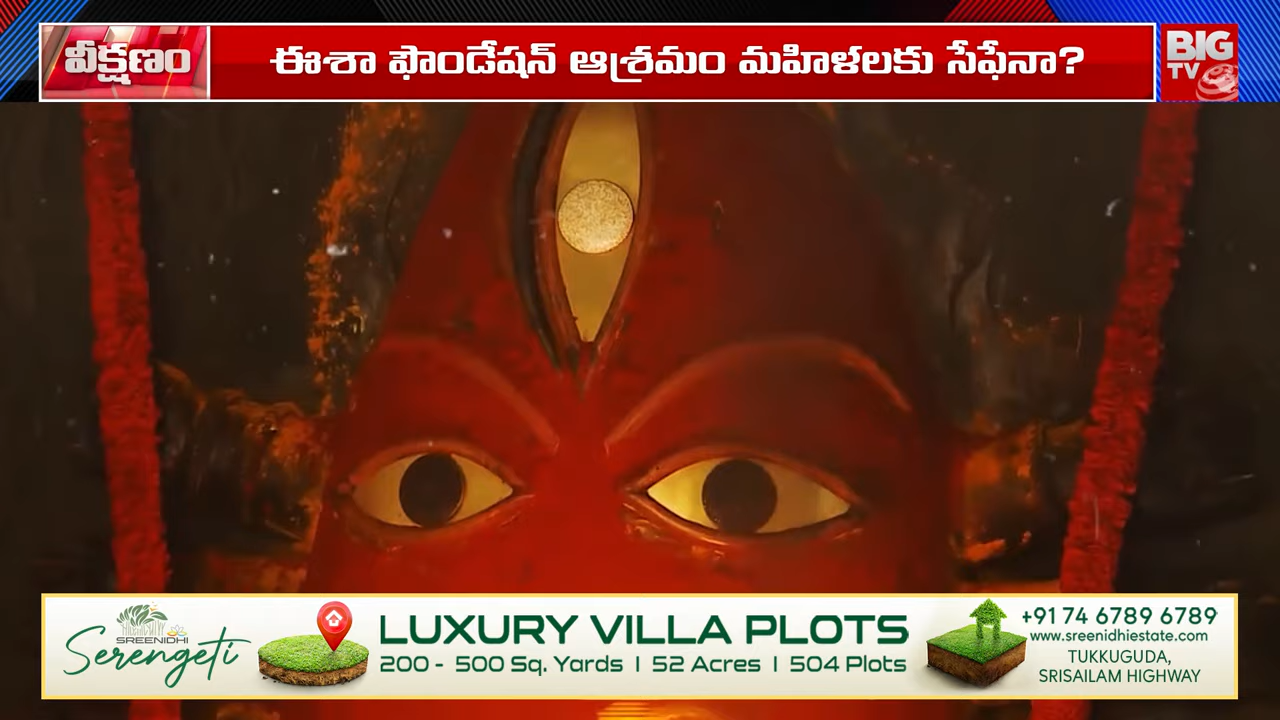 వీక్షణం
ఈశా ఫౌండేషన్ ఆశ్రమం మహిళలకు సేఫేనా?
BIG
TV
SREENIDHI
Serengeti
LUXURY VILLA PLOTS
200 - 500 Sq. Yards I 52 Acres I 504 Plots
+91 74 6789 6789
www.sreenidhiestate.com
TUKKUGUDA,
SRISAILAM HIGHWAY